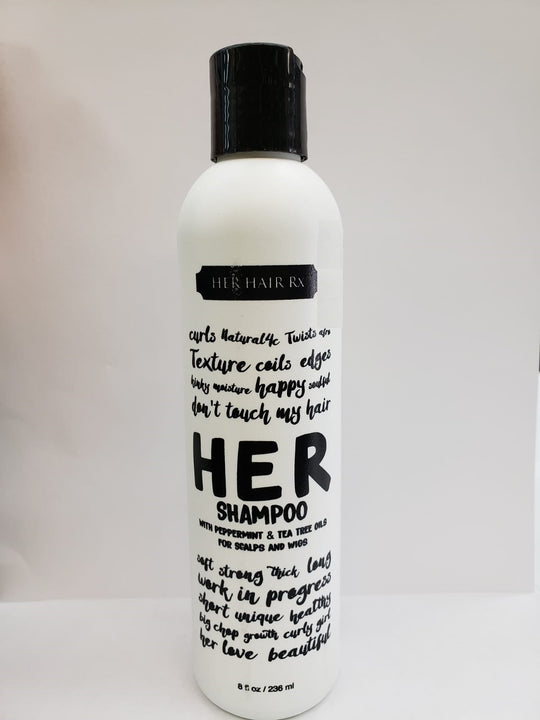 HER HAIR Rx
curls Natural4c Twists afro
Texture coils edges
kinky moisture happy soulful
don't touch my hair
HER
SHAMPOO
WITH PEPPERMINT & TEA TREE OILS
FOR SCALPS AND WIGS
soft strong thick long
work in progress
short unique healthy
big chop growth curly girl
her love beautiful
8 fl oz / 236 ml